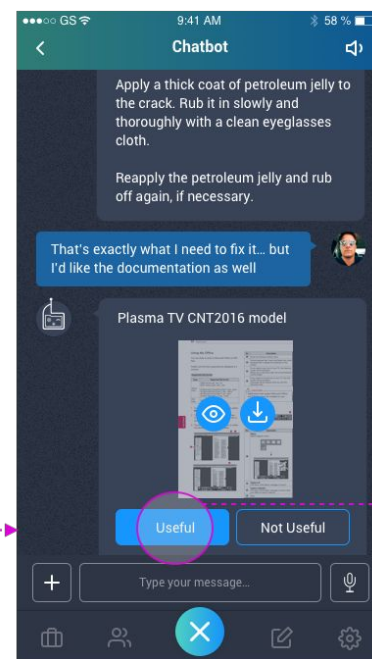 GS
9:41 AM
58 %
Chatbot
Apply a thick coat of petroleum jelly to
the crack. Rub it in slowly and
thoroughly with a clean eyeglasses
cloth.
Reapply the petroleum jelly and rub
off again, if necessary.
That's exactly what I need to fix it... but
I'd like the documentation as well
Plasma TV CNT2016 model
Useful
Not Useful
Type your message...